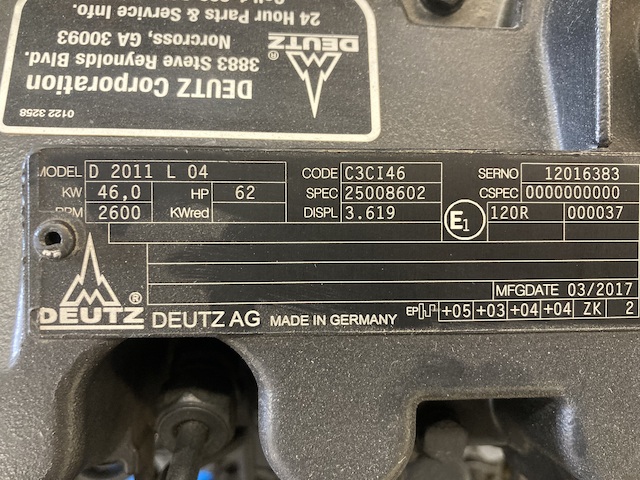 24 Hour Parts & Service Info.
Norcross, GA 30093
3883 Steve Reynolds Blvd.
DEUTZ Corporation
DEUTZ
0122 3258
MODEL D 2011 L 04 CODE C3CI46 SERNO 12016383
KW 46,0 HP 62 SPEC 25008602 CSPEC 0000000000
RPM 2600 KWred DISPL 3.619 E1 120R 000037
MFGDATE 03/2017
DEUTZ ® DEUTZ AG MADE IN GERMANY EP +05 +03 +04 +04 ZK 2